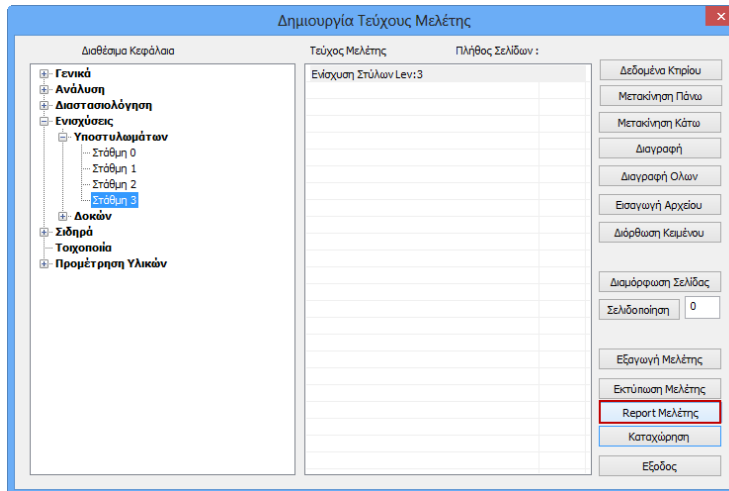 Δημιουργία Τεύχους Μελέτης
Διαθέσιμα Κεφάλαια
Γενικά
Ανάλυση
Διαστασιολόγηση
Ενισχύσεις
Υποστυλωμάτων
Στάθμη 0
Στάθμη 1
Στάθμη 2
Στάθμη 3
Δοκών
Σιδηρά
Τοιχοποιία
Προμέτρηση Υλικών
Τεύχος Μελέτης Πλήθος Σελίδων :
Ενίσχυση Στύλων Lev:3
Δεδομένα Κτιρίου
Μετακίνηση Πάνω
Μετακίνηση Κάτω
Διαγραφή
Διαγραφή Ολων
Εισαγωγή Αρχείου
Διόρθωση Κειμένου
Διαμόρφωση Σελίδας
Σελιδοποίηση 0
Εξαγωγή Μελέτης
Εκτύπωση Μελέτης
Report Μελέτης
Καταχώρηση
Εξοδος